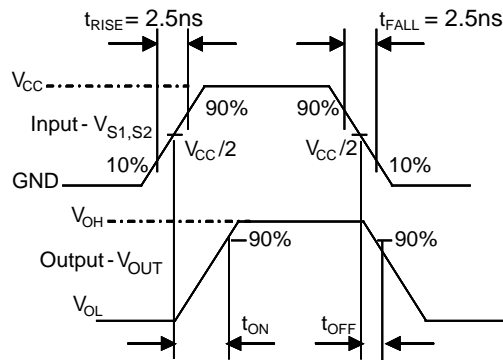 tRISE = 2.5ns
tFALL = 2.5ns
VCC
90%
90%
Input - VS1,S2
VCC/2
VCC/2
10%
10%
GND
VOH
90%
90%
Output - VOUT
VOL
tON
tOFF